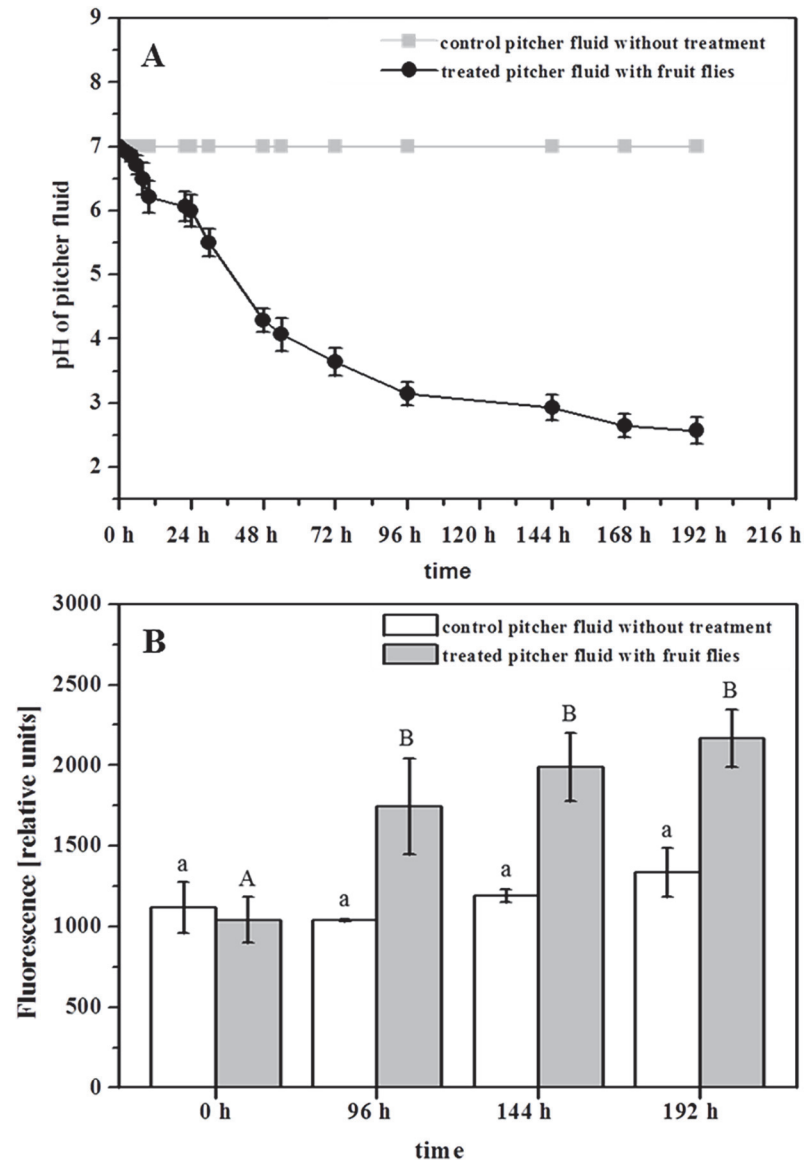 A
control pitcher fluid without treatment
treated pitcher fluid with fruit flies
pH of pitcher fluid
9
8
7
6
5
4
3
2
0 h 24 h 48 h 72 h 96 h 120 h 144 h 168 h 192 h 216 h
time
B
control pitcher fluid without treatment
treated pitcher fluid with fruit flies
Fluorescence [relative units]
3000
2500
2000
1500
1000
500
0
a A a B a B a B
0 h 96 h 144 h 192 h
time